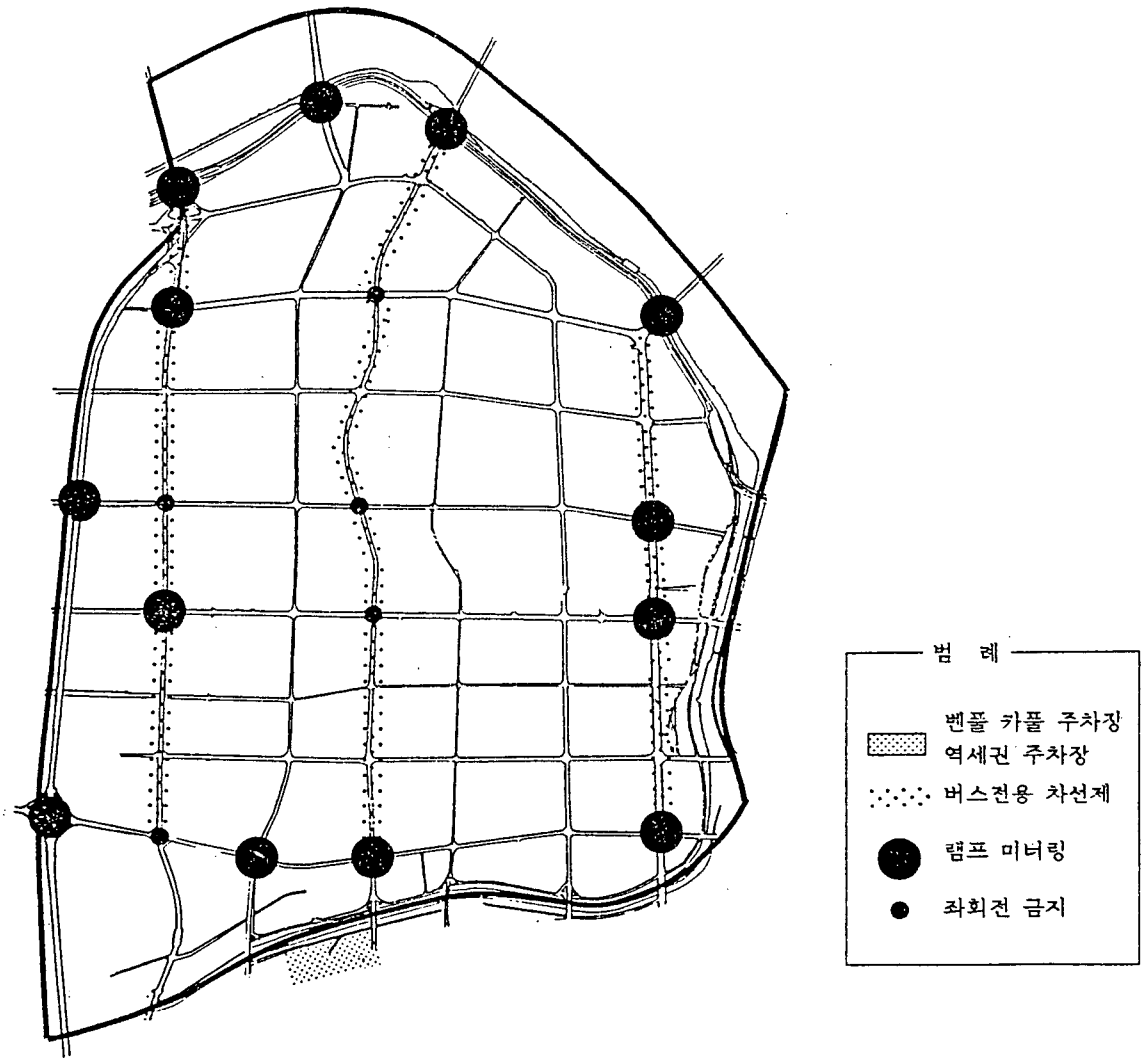 범 례
벤풀 카풀 주차장
역세권 주차장
버스전용 차선제
램프 미터링
좌회전 금지